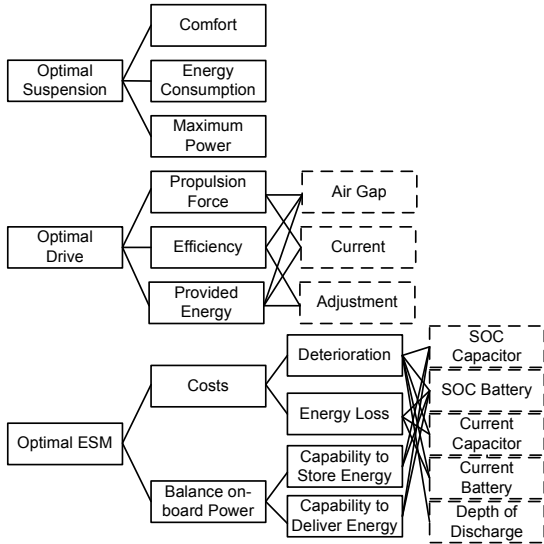 Comfort
Optimal
Suspension
Energy
Consumption
Maximum
Power
Propulsion
Force
Air Gap
Optimal
Drive
Efficiency
Current
Provided
Energy
Adjustment
Deterioration
SOC
Capacitor
Costs
SOC Battery
Energy Loss
Current
Capacitor
Optimal ESM
Capability to
Store Energy
Current
Battery
Balance on-
board Power
Capability to
Deliver Energy
Depth of
Discharge